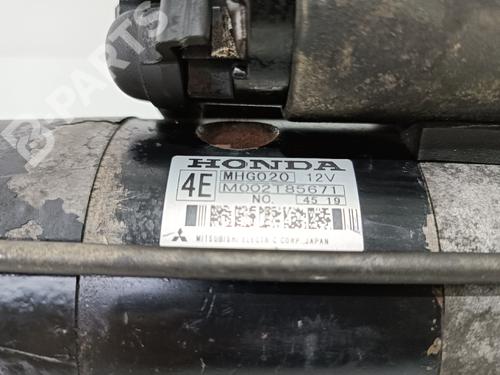 B-PARTS
HONDA
4E MHG020 12V
M002T85671
NO. 45 19
MITSUBISHI ELECTRIC CORP. JAPAN